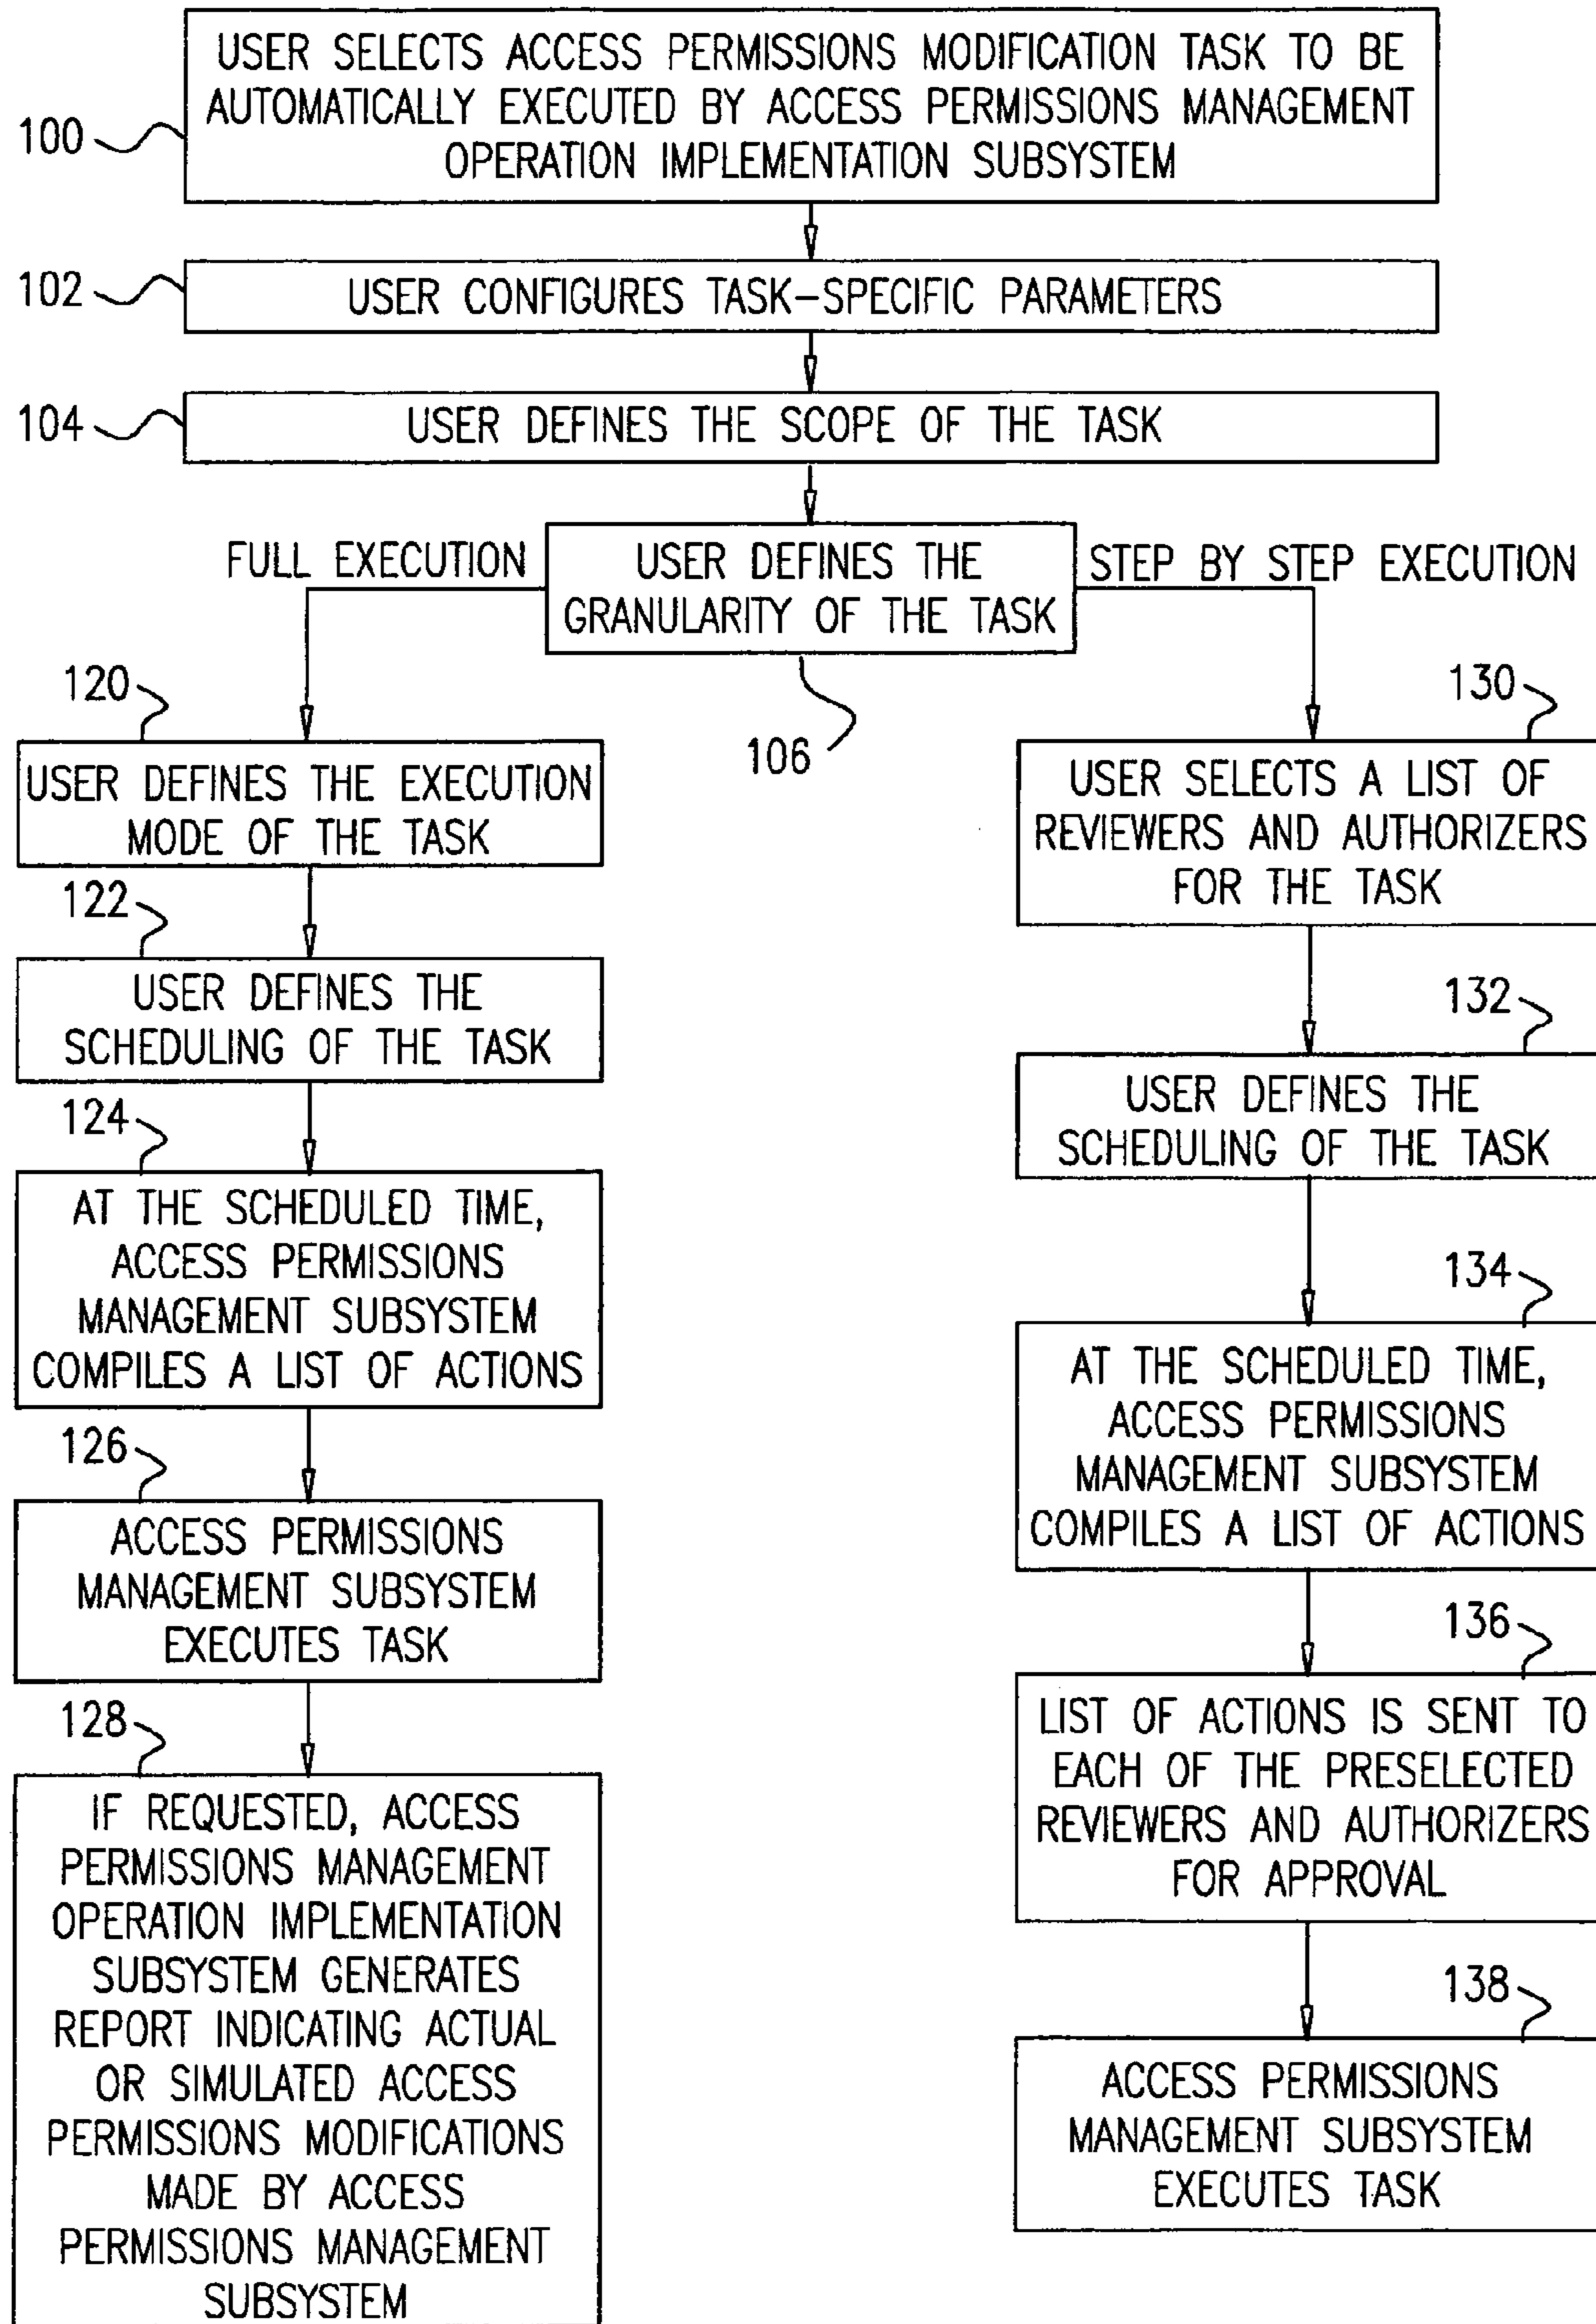 USER SELECTS ACCESS PERMISSIONS MODIFICATION TASK TO BE
AUTOMATICALLY EXECUTED BY ACCESS PERMISSIONS MANAGEMENT
OPERATION IMPLEMENTATION SUBSYSTEM
100
102
USER CONFIGURES TASK-SPECIFIC PARAMETERS
104
USER DEFINES THE SCOPE OF THE TASK
FULL EXECUTION
USER DEFINES THE
GRANULARITY OF THE TASK
STEP BY STEP EXECUTION
106
120
USER DEFINES THE EXECUTION
MODE OF THE TASK
122
USER DEFINES THE
SCHEDULING OF THE TASK
124
AT THE SCHEDULED TIME,
ACCESS PERMISSIONS
MANAGEMENT SUBSYSTEM
COMPILES A LIST OF ACTIONS
126
ACCESS PERMISSIONS
MANAGEMENT SUBSYSTEM
EXECUTES TASK
128
IF REQUESTED, ACCESS
PERMISSIONS MANAGEMENT
OPERATION IMPLEMENTATION
SUBSYSTEM GENERATES
REPORT INDICATING ACTUAL
OR SIMULATED ACCESS
PERMISSIONS MODIFICATIONS
MADE BY ACCESS
PERMISSIONS MANAGEMENT
SUBSYSTEM
130
USER SELECTS A LIST OF
REVIEWERS AND AUTHORIZERS
FOR THE TASK
132
USER DEFINES THE
SCHEDULING OF THE TASK
134
AT THE SCHEDULED TIME,
ACCESS PERMISSIONS
MANAGEMENT SUBSYSTEM
COMPILES A LIST OF ACTIONS
136
LIST OF ACTIONS IS SENT TO
EACH OF THE PRESELECTED
REVIEWERS AND AUTHORIZERS
FOR APPROVAL
138
ACCESS PERMISSIONS
MANAGEMENT SUBSYSTEM
EXECUTES TASK